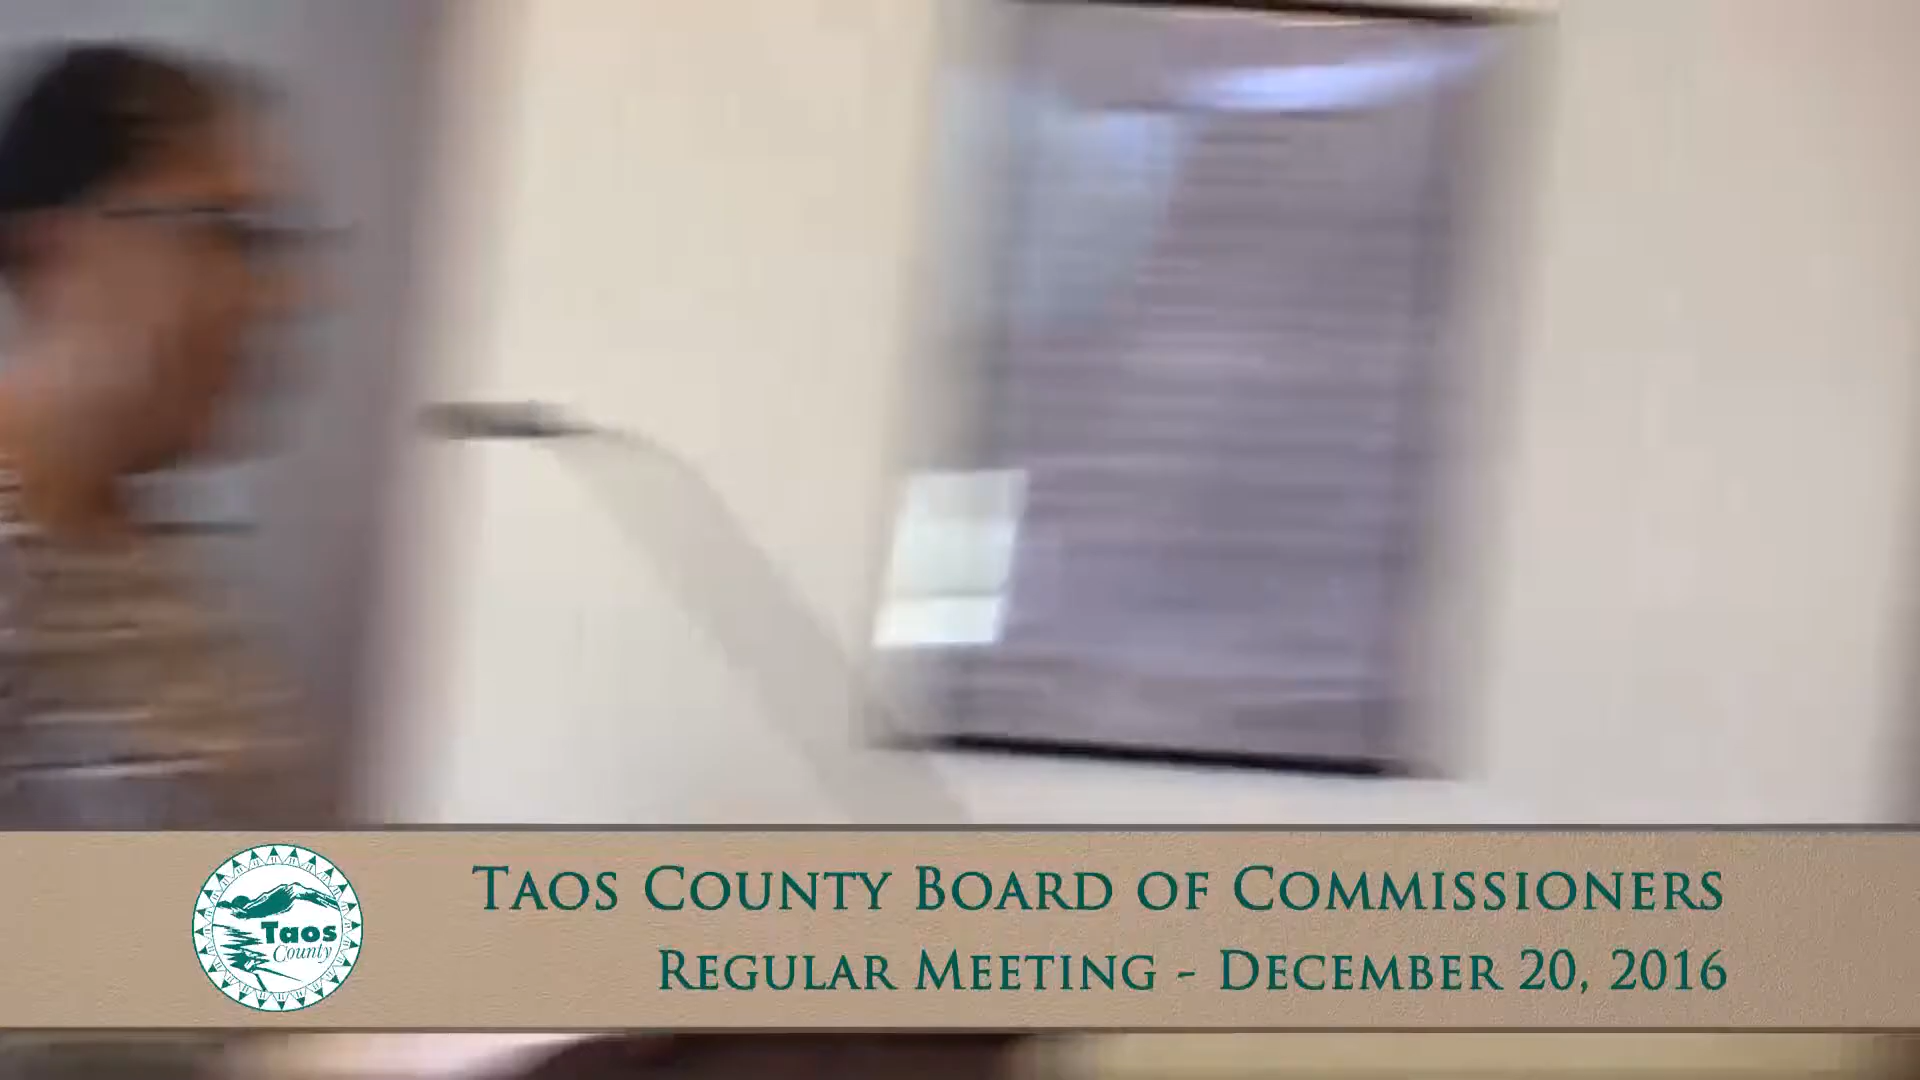 Taos County Board of Commissioners
Regular Meeting - December 20, 2016
Taos
County